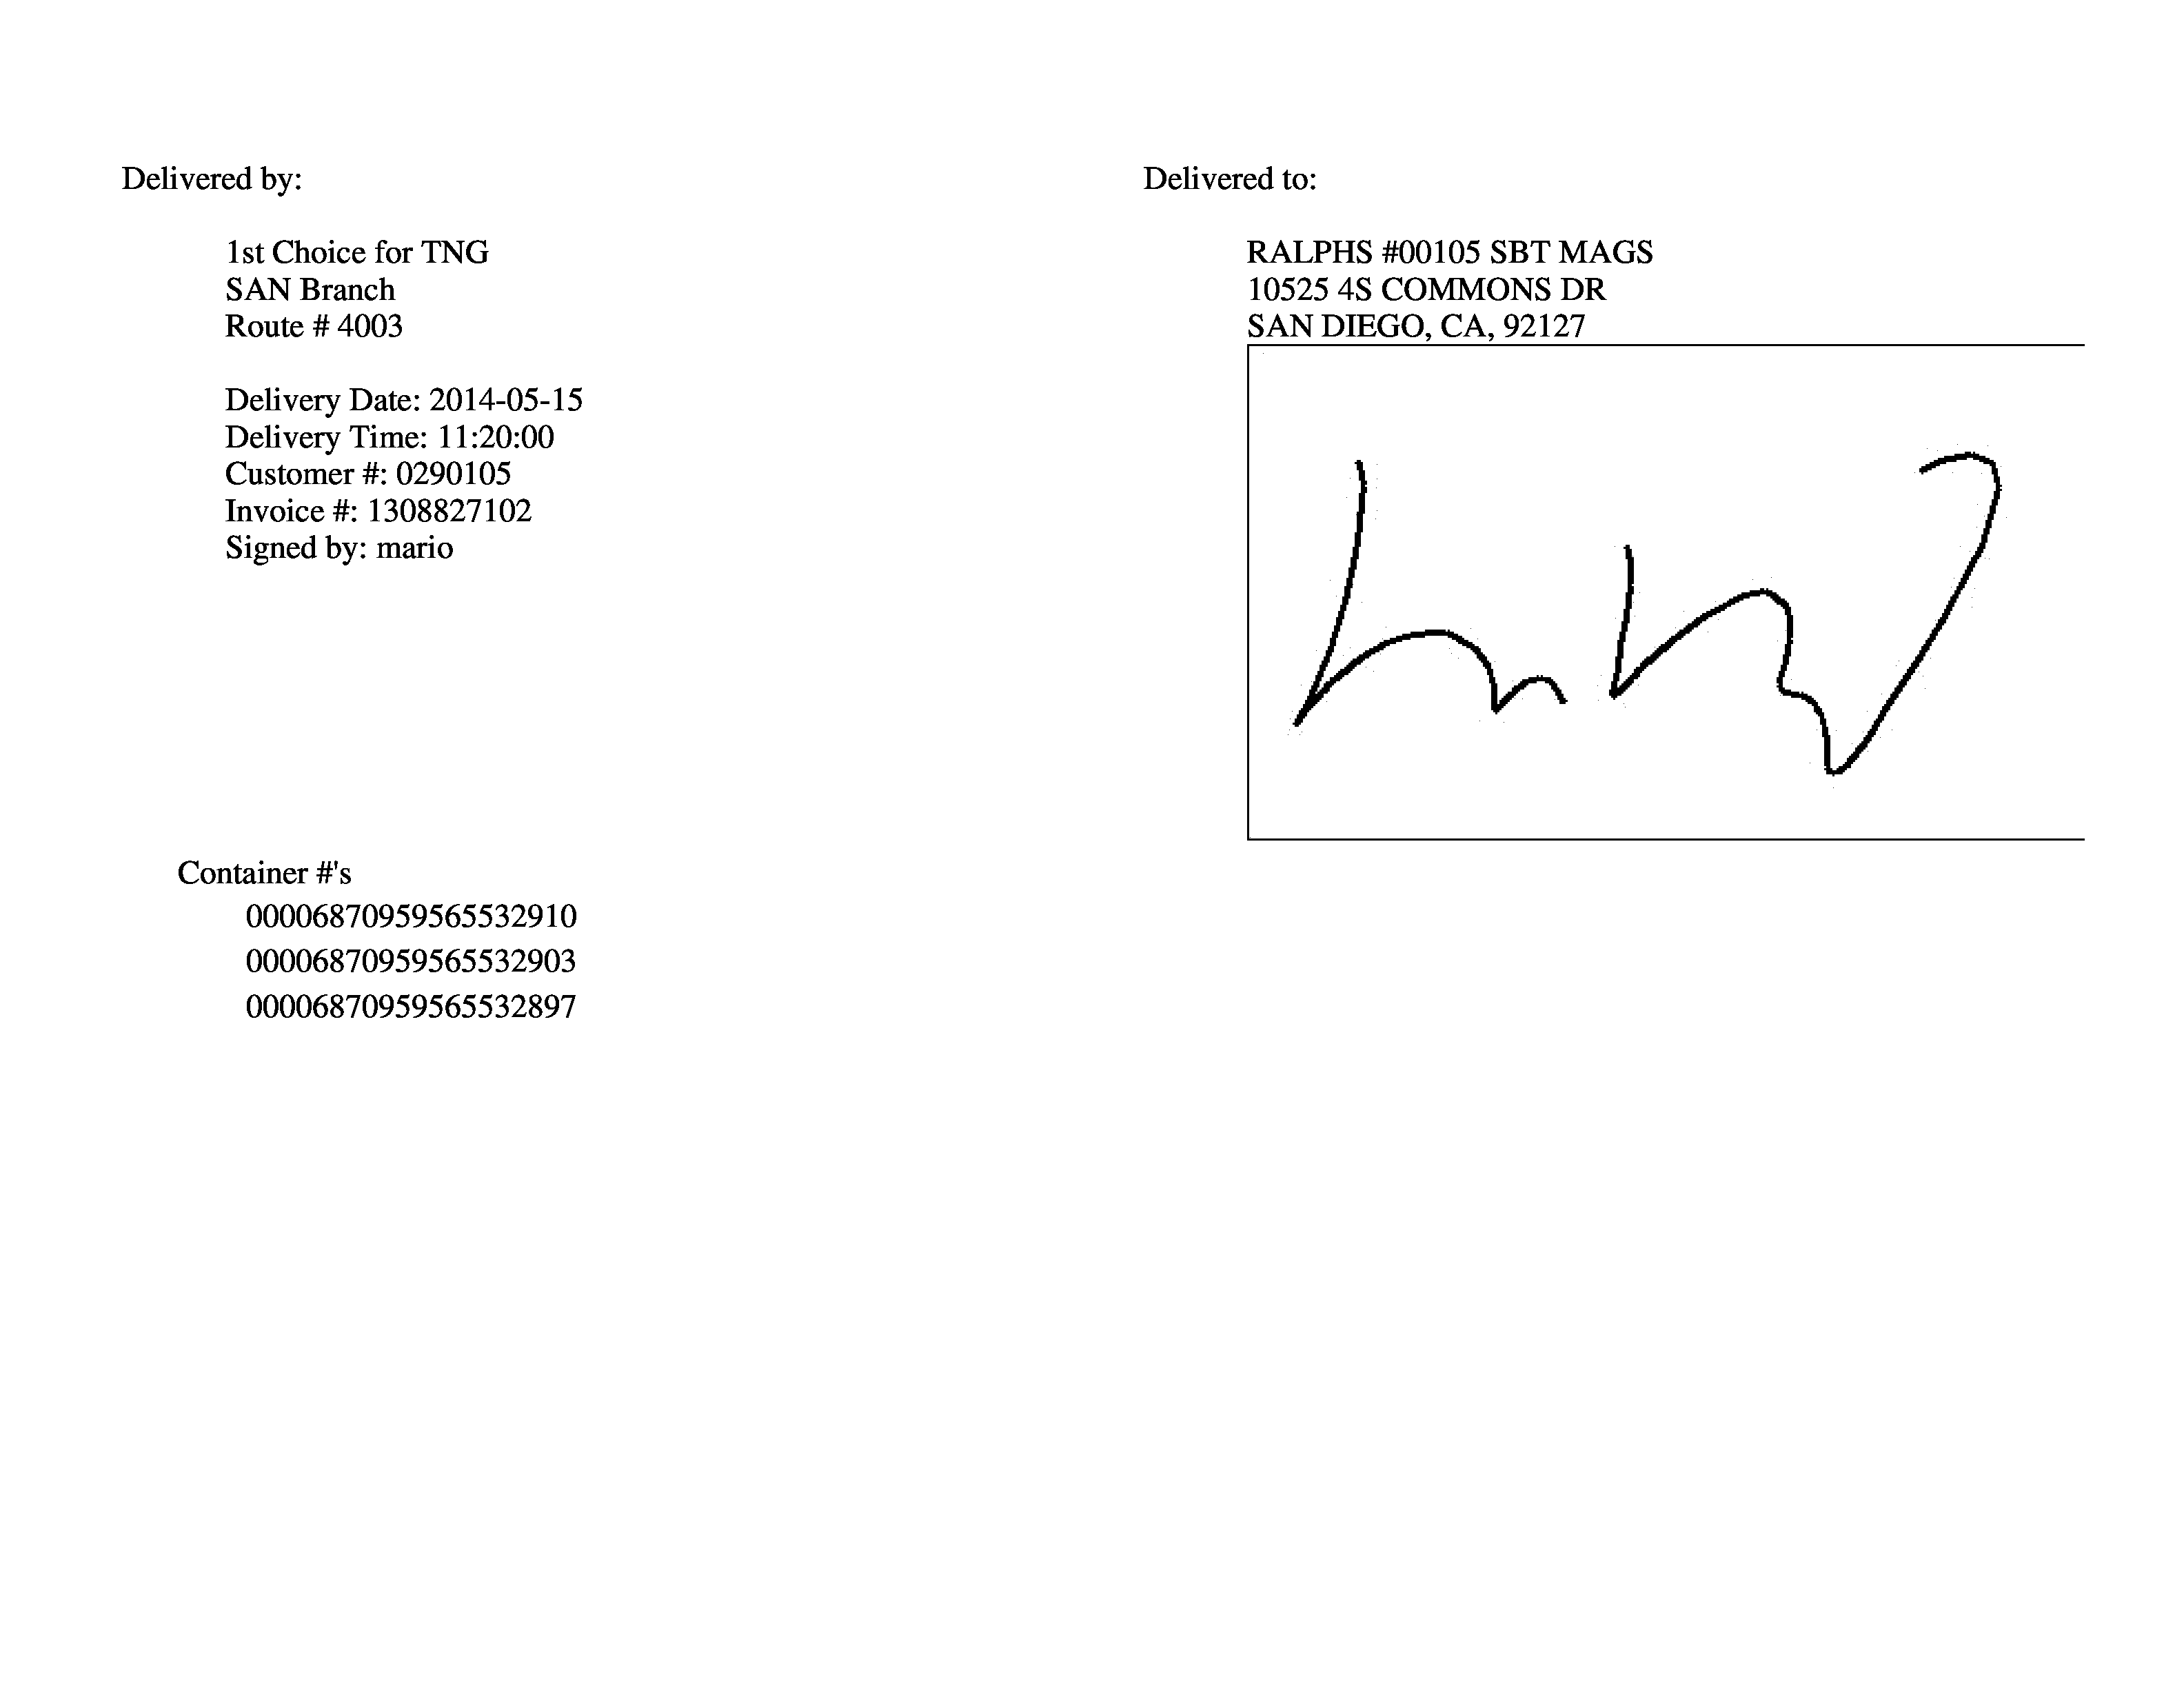 Delivered by:
1st Choice for TNG
SAN Branch
Route # 4003
Delivery Date: 2014-05-15
Delivery Time: 11:20:00
Customer #: 0290105
Invoice #: 1308827102
Signed by: mario
Delivered to:
RALPHS #00105 SBT MAGS
10525 4S COMMONS DR
SAN DIEGO, CA, 92127
Container #'s
00006870959565532910
00006870959565532903
00006870959565532897